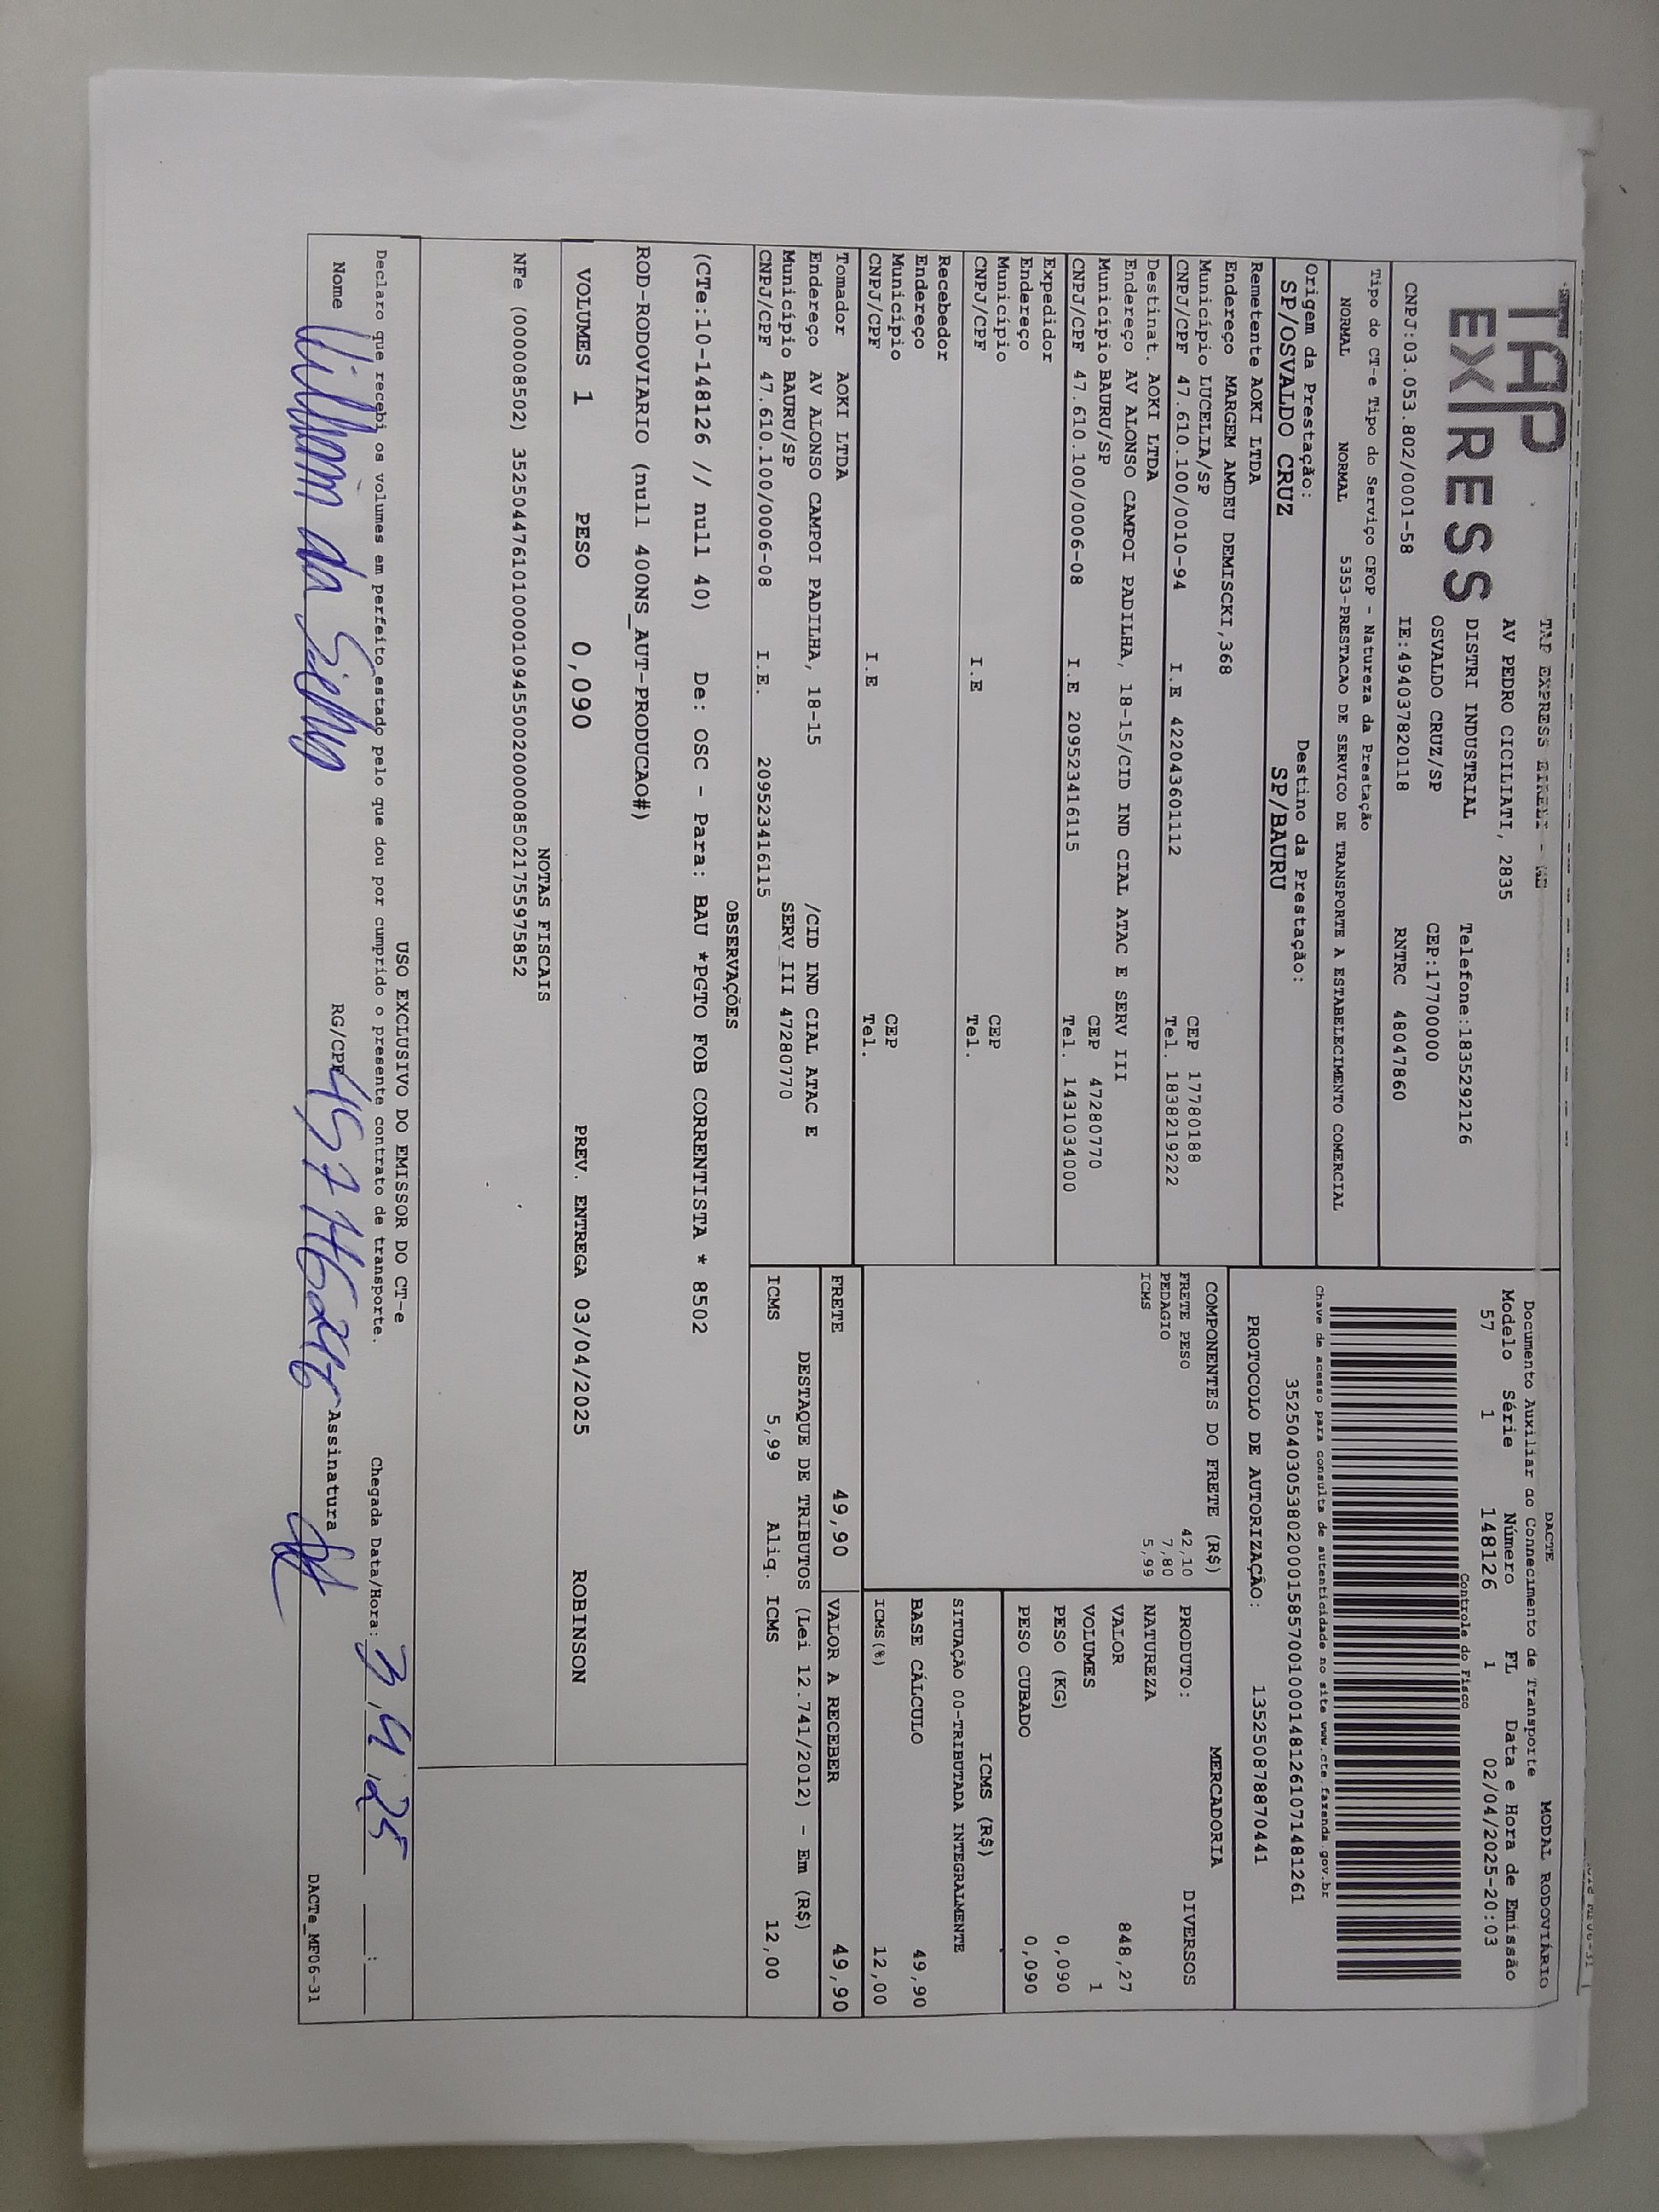 TAP EXPRESS
TAP EXPRESS EIRELI - ME
AV PEDRO CICILIATI, 2835
DISTRI INDUSTRIAL Telefone:1835292126
OSVALDO CRUZ/SP CEP:17700000
CNPJ:03.053.802/0001-58 IE:494037820118 RNTRC 48047860
Tipo do CT-e Tipo do Serviço CFOP - Natureza da Prestação
NORMAL NORMAL 5353-PRESTACAO DE SERVICO DE TRANSPORTE A ESTABELECIMENTO COMERCIAL
Origem da Prestação: Destino da Prestação:
SP/OSVALDO CRUZ SP/BAURU
Remetente AOKI LTDA
Endereço MARGEM AMDEU DEMISCKI,368
Município LUCELIA/SP CEP 17780188
CNPJ/CPF 47.610.100/0010-94 I.E 422043601112 Tel. 1838219222
Destinat. AOKI LTDA
Endereço AV ALONSO CAMPOI PADILHA, 18-15/CID IND CIAL ATAC E SERV III
Município BAURU/SP CEP 47280770
CNPJ/CPF 47.610.100/0006-08 I.E 209523416115 Tel. 1431034000
Expedidor
Endereço
Município CEP
CNPJ/CPF I.E Tel.
Recebedor
Endereço
Município CEP
CNPJ/CPF I.E Tel.
Tomador AOKI LTDA
Endereço AV ALONSO CAMPOI PADILHA, 18-15 /CID IND CIAL ATAC E
Município BAURU/SP SERV III 47280770
CNPJ/CPF 47.610.100/0006-08 I.E. 209523416115
DACTE MODAL RODOVIÁRIO
Documento Auxiliar do Connecimento de Transporte
Modelo Série Número FL Data e Hora de Emissão
57 1 148126 1 02/04/2025-20:03
Controle do Fisco
Chave de acesso para consulta de autenticidade no site www.cte.fazenda.gov.br
35250403053802000158570010001481261071481261
PROTOCOLO DE AUTORIZAÇÃO: 135250878870441
COMPONENTES DO FRETE (R$)
FRETE PESO 42,10
PEDAGIO 7,80
ICMS 5,99
MERCADORIA
PRODUTO: DIVERSOS
NATUREZA
VALOR 848,27
VOLUMES 1
PESO (KG) 0,090
PESO CUBADO 0,090
ICMS (R$)
SITUAÇÃO 00-TRIBUTADA INTEGRALMENTE
BASE CÁLCULO 49,90
ICMS(%) 12,00
FRETE 49,90 VALOR A RECEBER 49,90
DESTAQUE DE TRIBUTOS (Lei 12.741/2012) - Em (R$)
ICMS 5,99 Aliq. ICMS 12,00
OBSERVAÇÕES
(CTe:10-148126 // null 40) De: OSC - Para: BAU *PGTO FOB CORRENTISTA * 8502
ROD-RODOVIARIO (null 400NS_AUT-PRODUCAO#)
VOLUMES 1 PESO 0,090 PREV. ENTREGA 03/04/2025 ROBINSON
NOTAS FISCAIS
NFe (000008502) 35250447610100001094550020000085021755975852
USO EXCLUSIVO DO EMISSOR DO CT-e
Declaro que recebi os volumes em perfeito estado pelo que dou por cumprido o presente contrato de transporte. Chegada Data/Hora: 3, 4, 25
Nome William da Silva RG/CPF Assinatura
DACTe_MF06-31